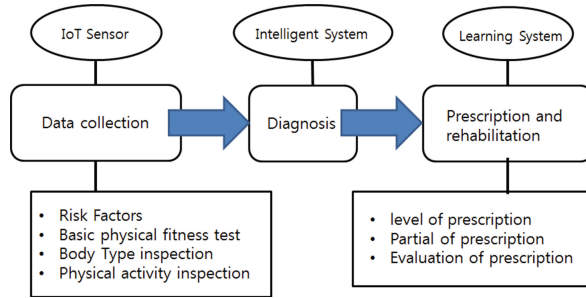 IoT Sensor
Intelligent System
Learning System
Data collection
Diagnosis
Prescription and
rehabilitation
• Risk Factors
• Basic physical fitness test
• Body Type inspection
• Physical activity inspection
• level of prescription
• Partial of prescription
• Evaluation of prescription